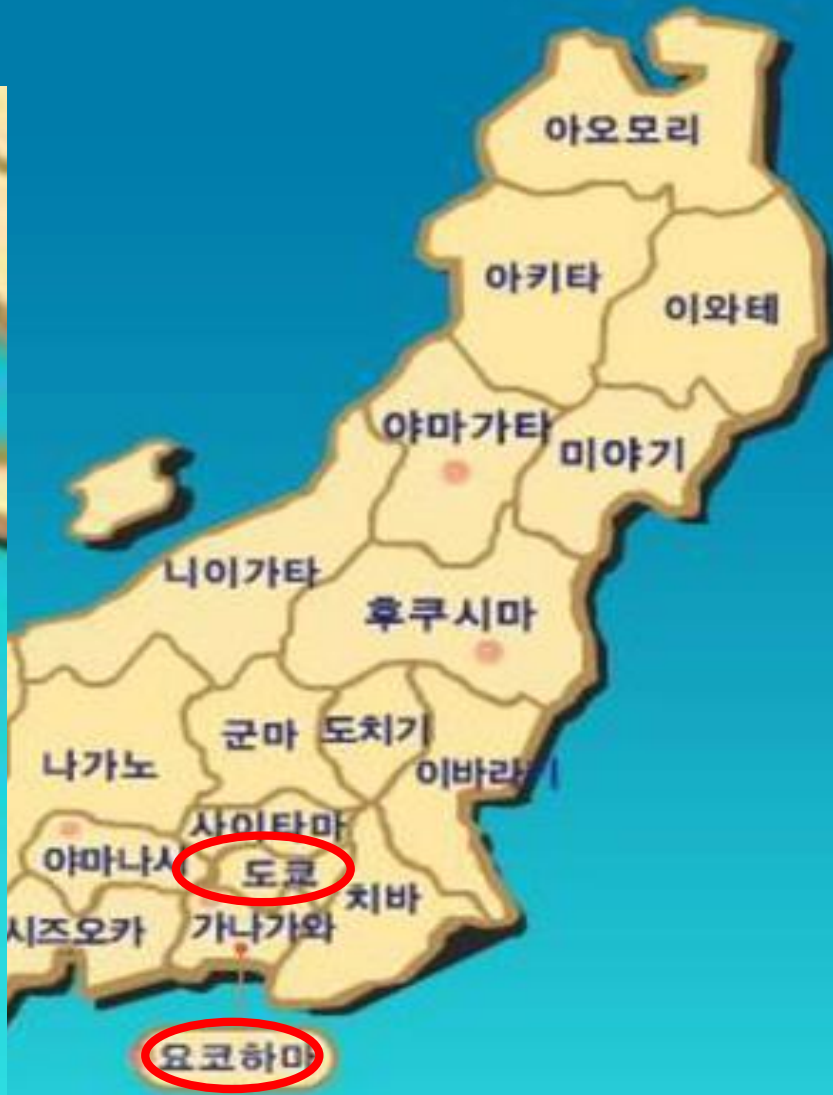 아오모리
아키타
이와테
야마가타
미야기
니이가타
후쿠시마
군마
도치기
나가노
이바라기
사이타마
야마나시
도쿄
치바
시즈오카
가나가와
요코하마